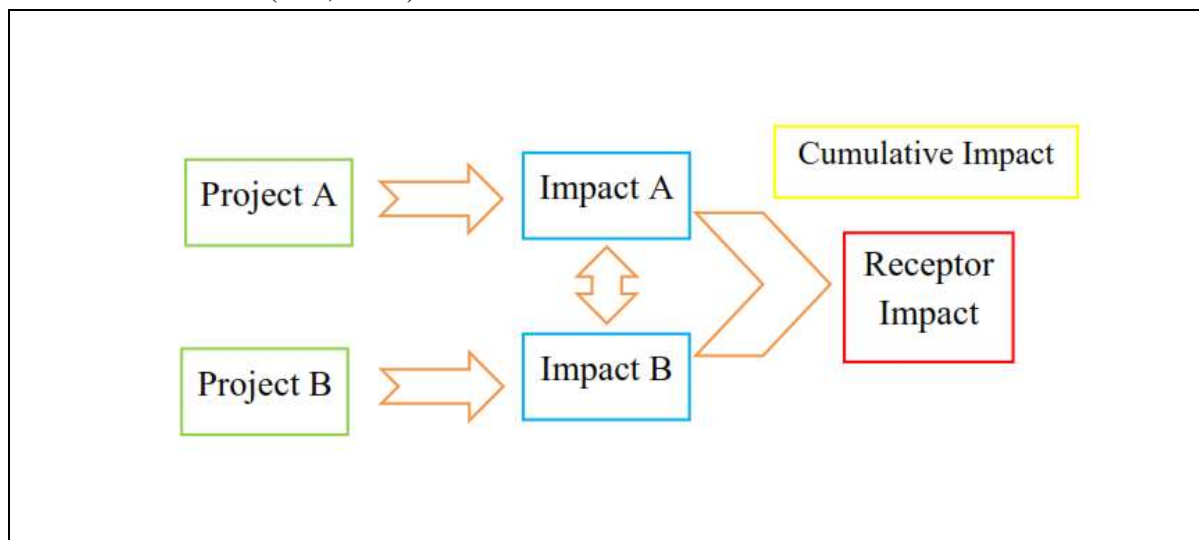 Cumulative Impact
Project A
Impact A
Receptor
Impact
Project B
Impact B